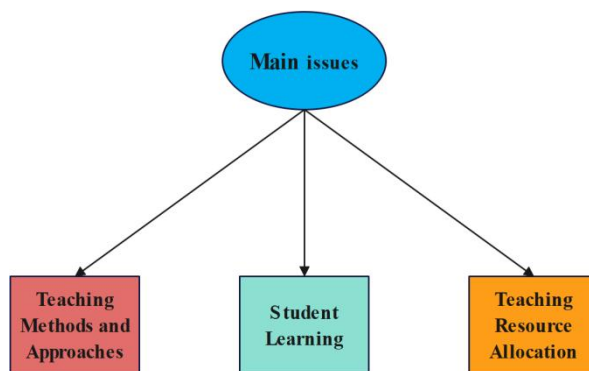 Main issues
Teaching
Methods and
Approaches
Student
Learning
Teaching
Resource
Allocation